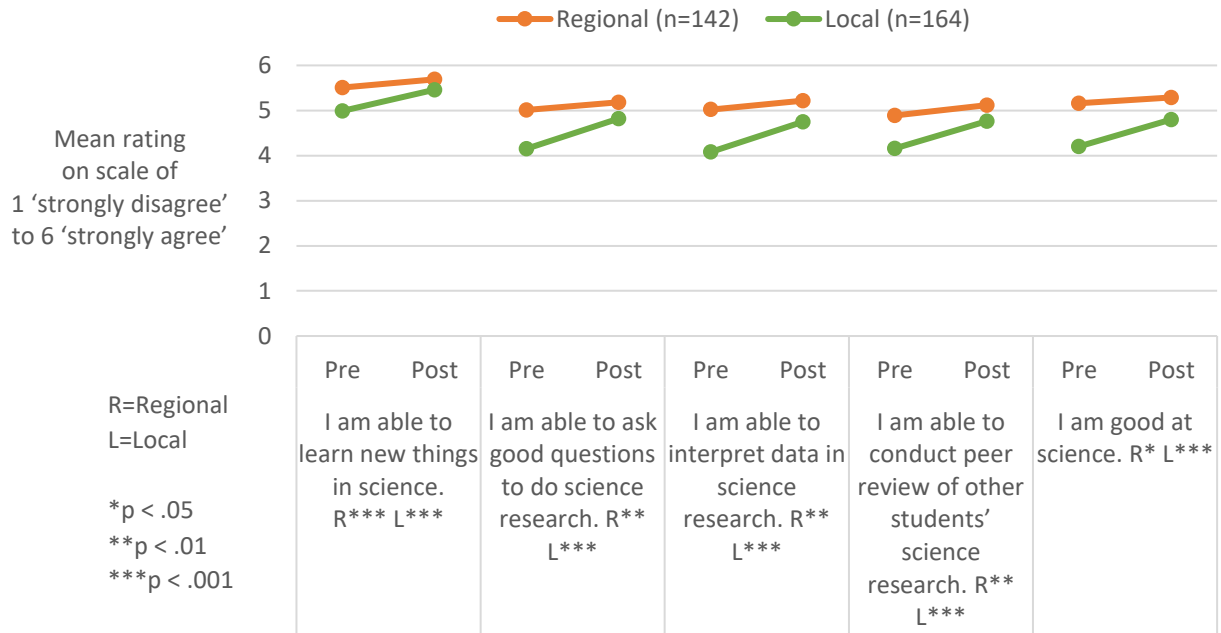 Regional (n=142) Local (n=164)
6
5
4
3
2
1
0
Mean rating
on scale of
1 ‘strongly disagree’
to 6 ‘strongly agree’
Pre Post Pre Post Pre Post Pre Post Pre Post
I am able to
learn new things
in science.
R*** L***
I am able to ask
good questions
to do science
research. R**
L***
I am able to
interpret data in
science
research. R**
L***
I am able to
conduct peer
review of other
students’
science
research. R**
L***
I am good at
science. R* L***
R=Regional
L=Local
*p < .05
**p < .01
***p < .001